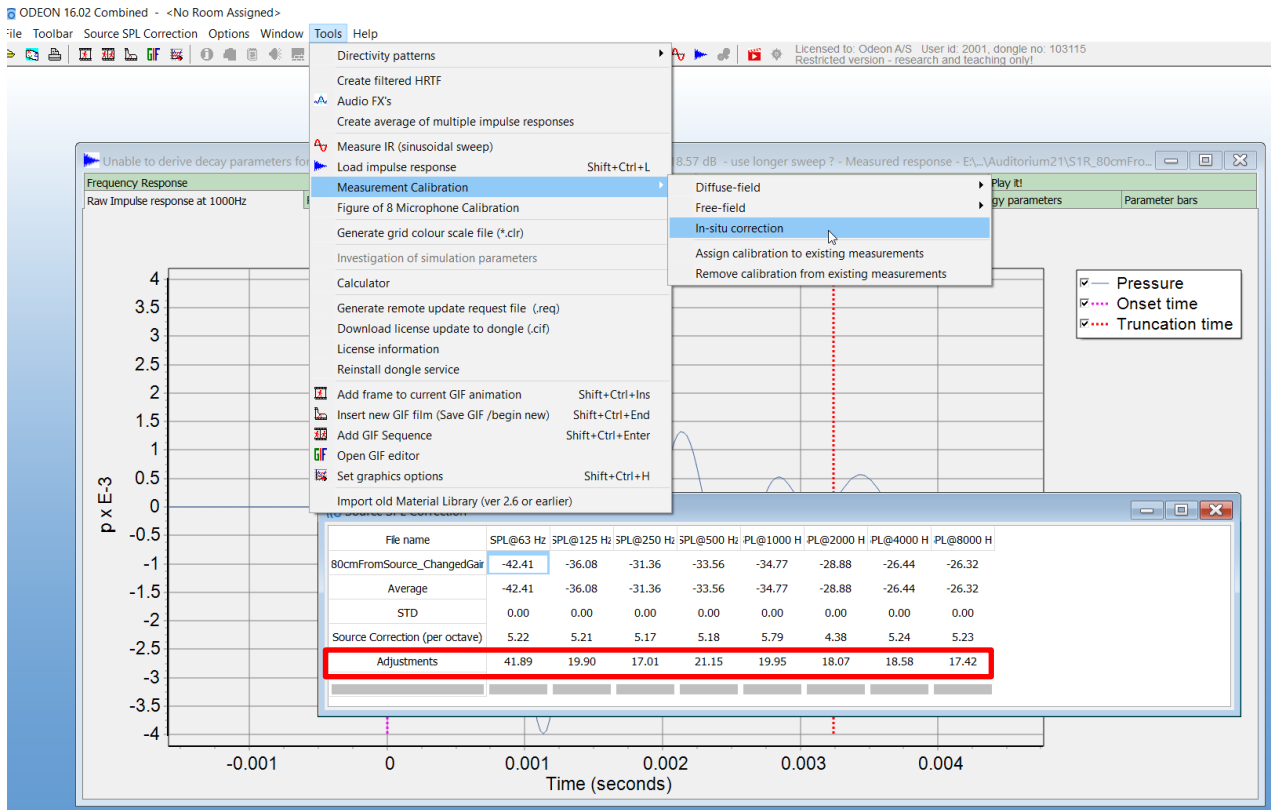 ODEON 16.02 Combined - <No Room Assigned>
File Toolbar Source SPL Correction Options Window Tools Help
Licensed to: Odeon A/S User id: 2001, dongle no: 103115
Restricted version - research and teaching only!
GIF
Directivity patterns
Create filtered HRTF
Audio FX's
Create average of multiple impulse responses
Measure IR (sinusoidal sweep)
Load impulse response Shift+Ctrl+L
Measurement Calibration
Figure of 8 Microphone Calibration
Generate grid colour scale file (*.clr)
Investigation of simulation parameters
Calculator
Generate remote update request file (.req)
Download license update to dongle (.cif)
License information
Reinstall dongle service
Add frame to current GIF animation Shift+Ctrl+Ins
Insert new GIF film (Save GIF /begin new) Shift+Ctrl+End
Add GIF Sequence Shift+Ctrl+Enter
GIF Open GIF editor
Set graphics options Shift+Ctrl+H
Import old Material Library (ver 2.6 or earlier)
Diffuse-field
Free-field
In-situ correction
Assign calibration to existing measurements
Remove calibration from existing measurements
Unable to derive decay parameters for 18.57 dB - use longer sweep ? - Measured response - E:\...\Auditorium21\S1R_80cmFro...
Frequency Response Play it!
Raw Impulse response at 1000Hz gy parameters Parameter bars
Pressure
Onset time
Truncation time
p x E-3
4
3.5
3
2.5
2
1.5
1
0.5
0
-0.5
-1
-1.5
-2
-2.5
-3
-3.5
-4
Source SPL Correction
File name SPL@63 Hz SPL@125 Hz SPL@250 Hz SPL@500 Hz PL@1000 H PL@2000 H PL@4000 H PL@8000 H
80cmFromSource_ChangedGair -42.41 -36.08 -31.36 -33.56 -34.77 -28.88 -26.44 -26.32
Average -42.41 -36.08 -31.36 -33.56 -34.77 -28.88 -26.44 -26.32
STD 0.00 0.00 0.00 0.00 0.00 0.00 0.00 0.00
Source Correction (per octave) 5.22 5.21 5.17 5.18 5.79 4.38 5.24 5.23
Adjustments 41.89 19.90 17.01 21.15 19.95 18.07 18.58 17.42
-0.001 0 0.001 0.002 0.003 0.004
Time (seconds)